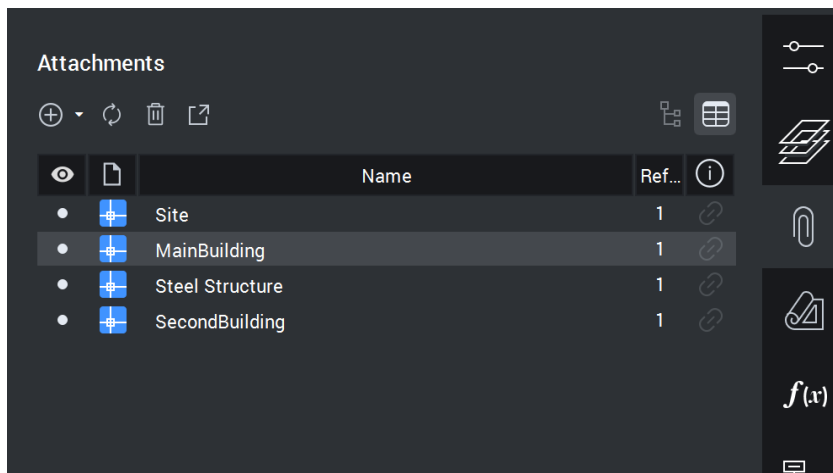 Attachments
Name Ref...
Site 1
MainBuilding 1
Steel Structure 1
SecondBuilding 1
f(x)